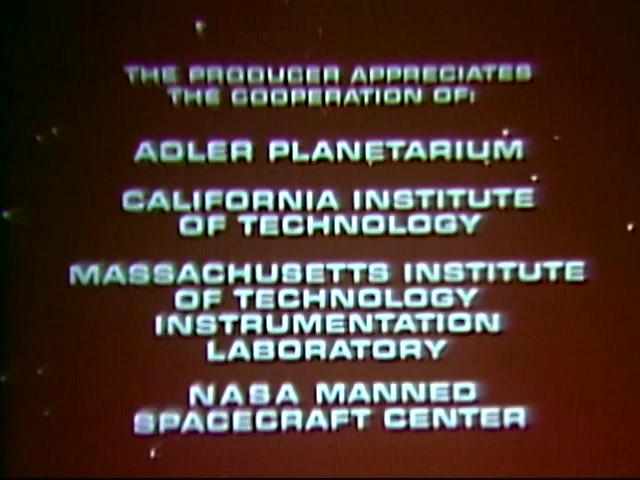 THE PRODUCER APPRECIATES
THE COOPERATION OF:
ADLER PLANETARIUM
CALIFORNIA INSTITUTE
OF TECHNOLOGY
MASSACHUSETTS INSTITUTE
OF TECHNOLOGY
INSTRUMENTATION
LABORATORY
NASA MANNED
SPACECRAFT CENTER